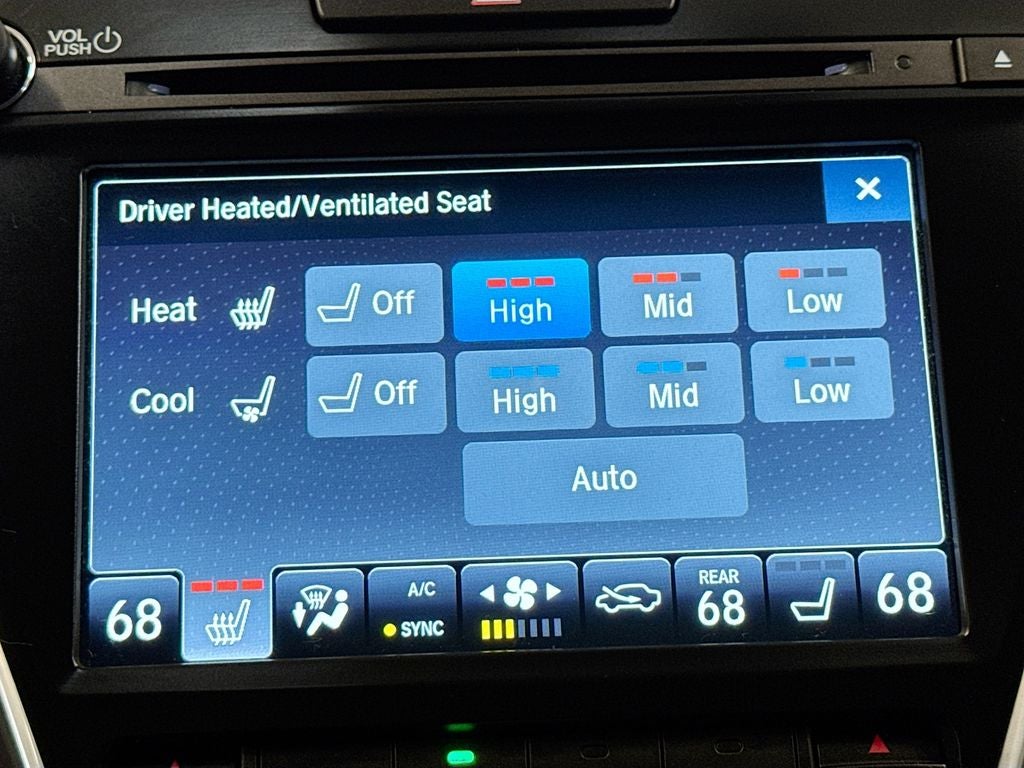 VOL
PUSH
Driver Heated/Ventilated Seat
Heat Off High Mid Low
Cool Off High Mid Low
Auto
68 A/C SYNC REAR 68 68